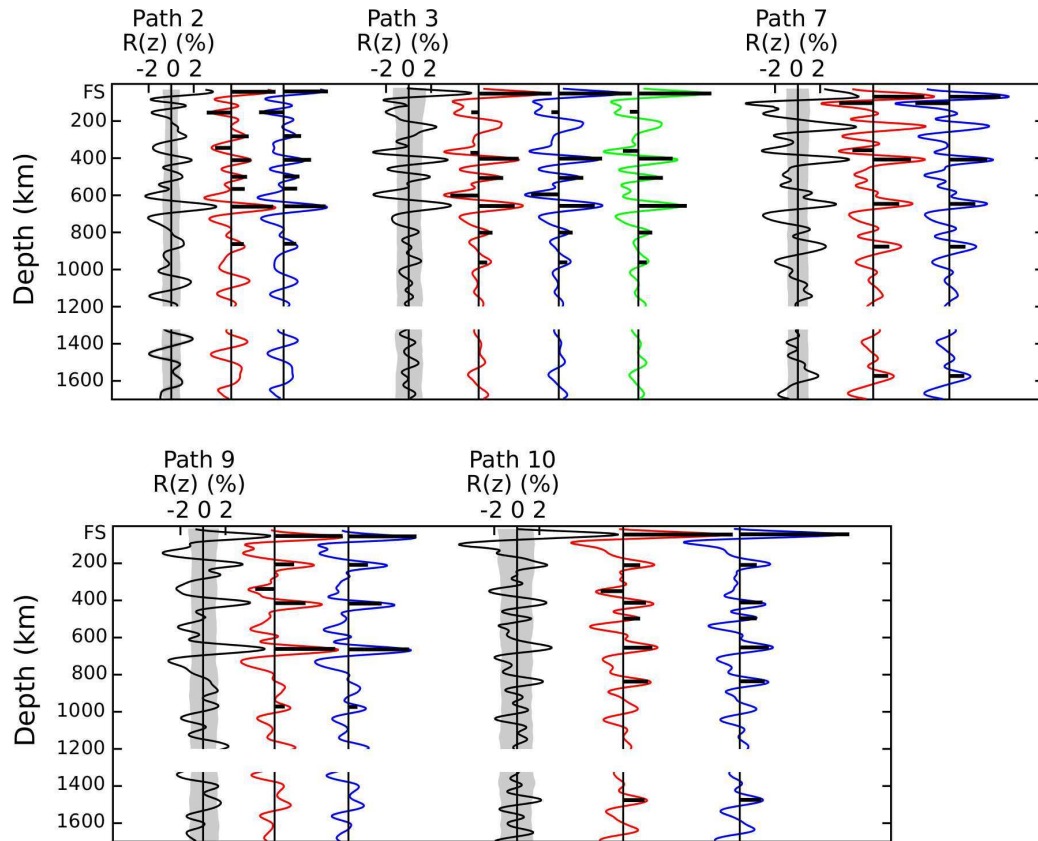 Path 2 Path 3 Path 7
R(z) (%) R(z) (%) R(z) (%)
-2 0 2 -2 0 2 -2 0 2
FS
200
400
600
800
1000
1200
1400
1600
Depth (km)
Path 9 Path 10
R(z) (%) R(z) (%)
-2 0 2 -2 0 2
FS
200
400
600
800
1000
1200
1400
1600
Depth (km)